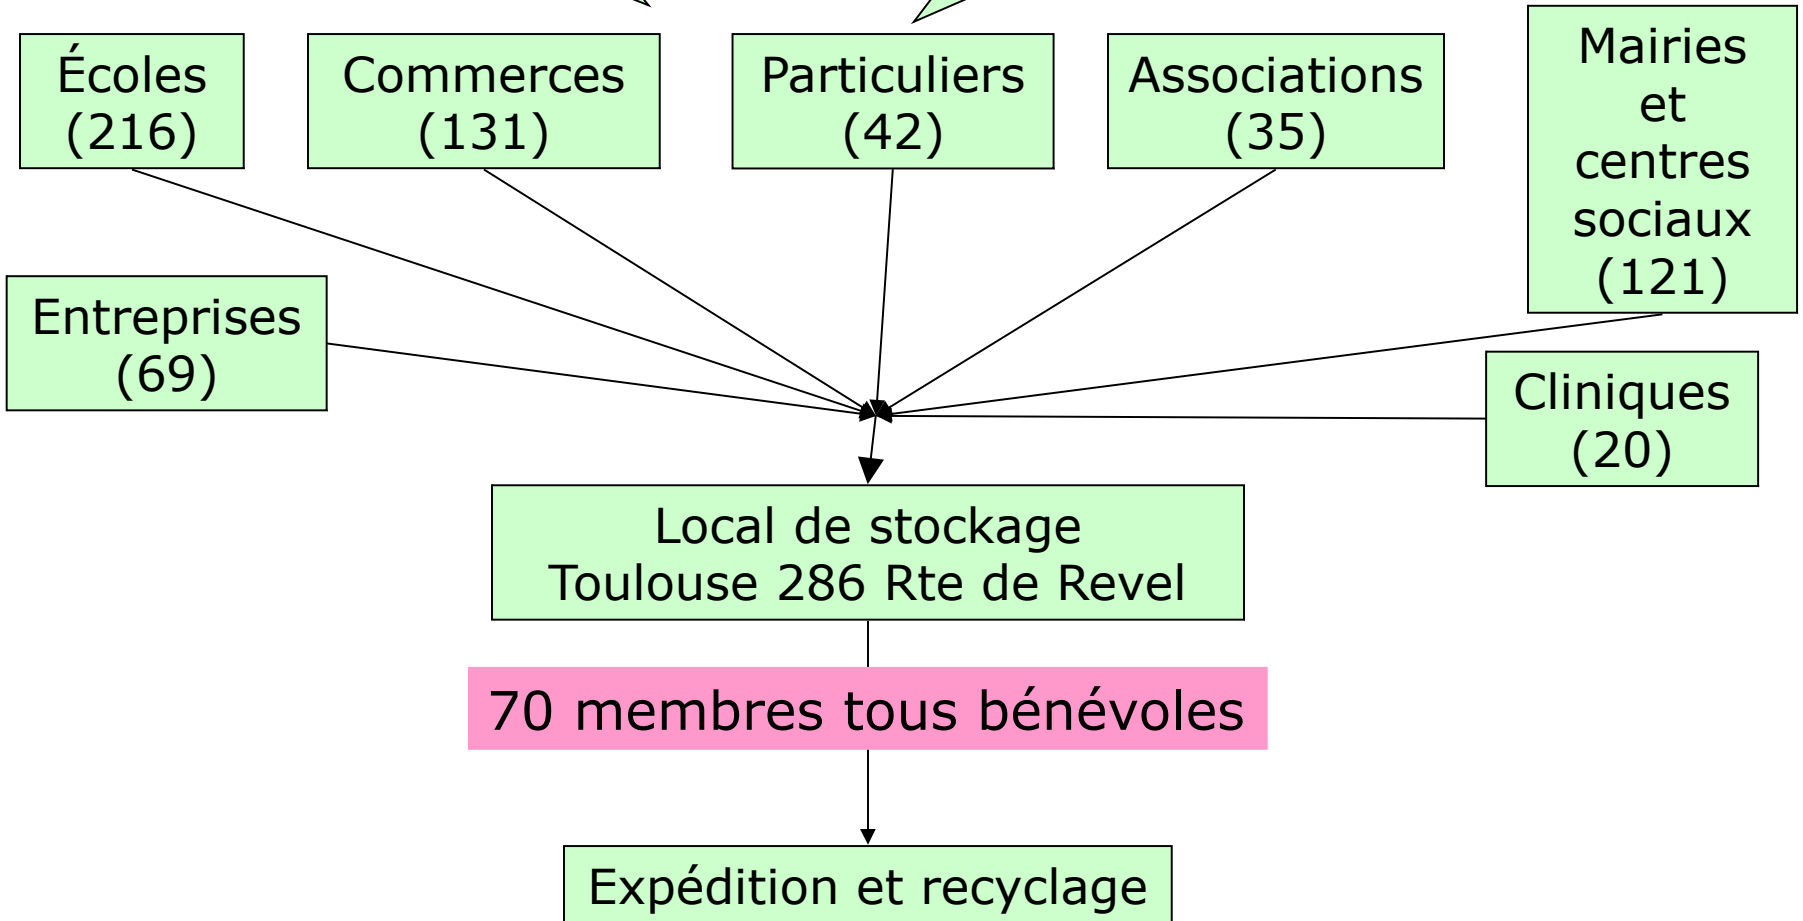 Écoles
(216)
Commerces
(131)
Particuliers
(42)
Associations
(35)
Mairies
et
centres
sociaux
(121)
Entreprises
(69)
Cliniques
(20)
Local de stockage
Toulouse 286 Rte de Revel
70 membres tous bénévoles
Expédition et recyclage